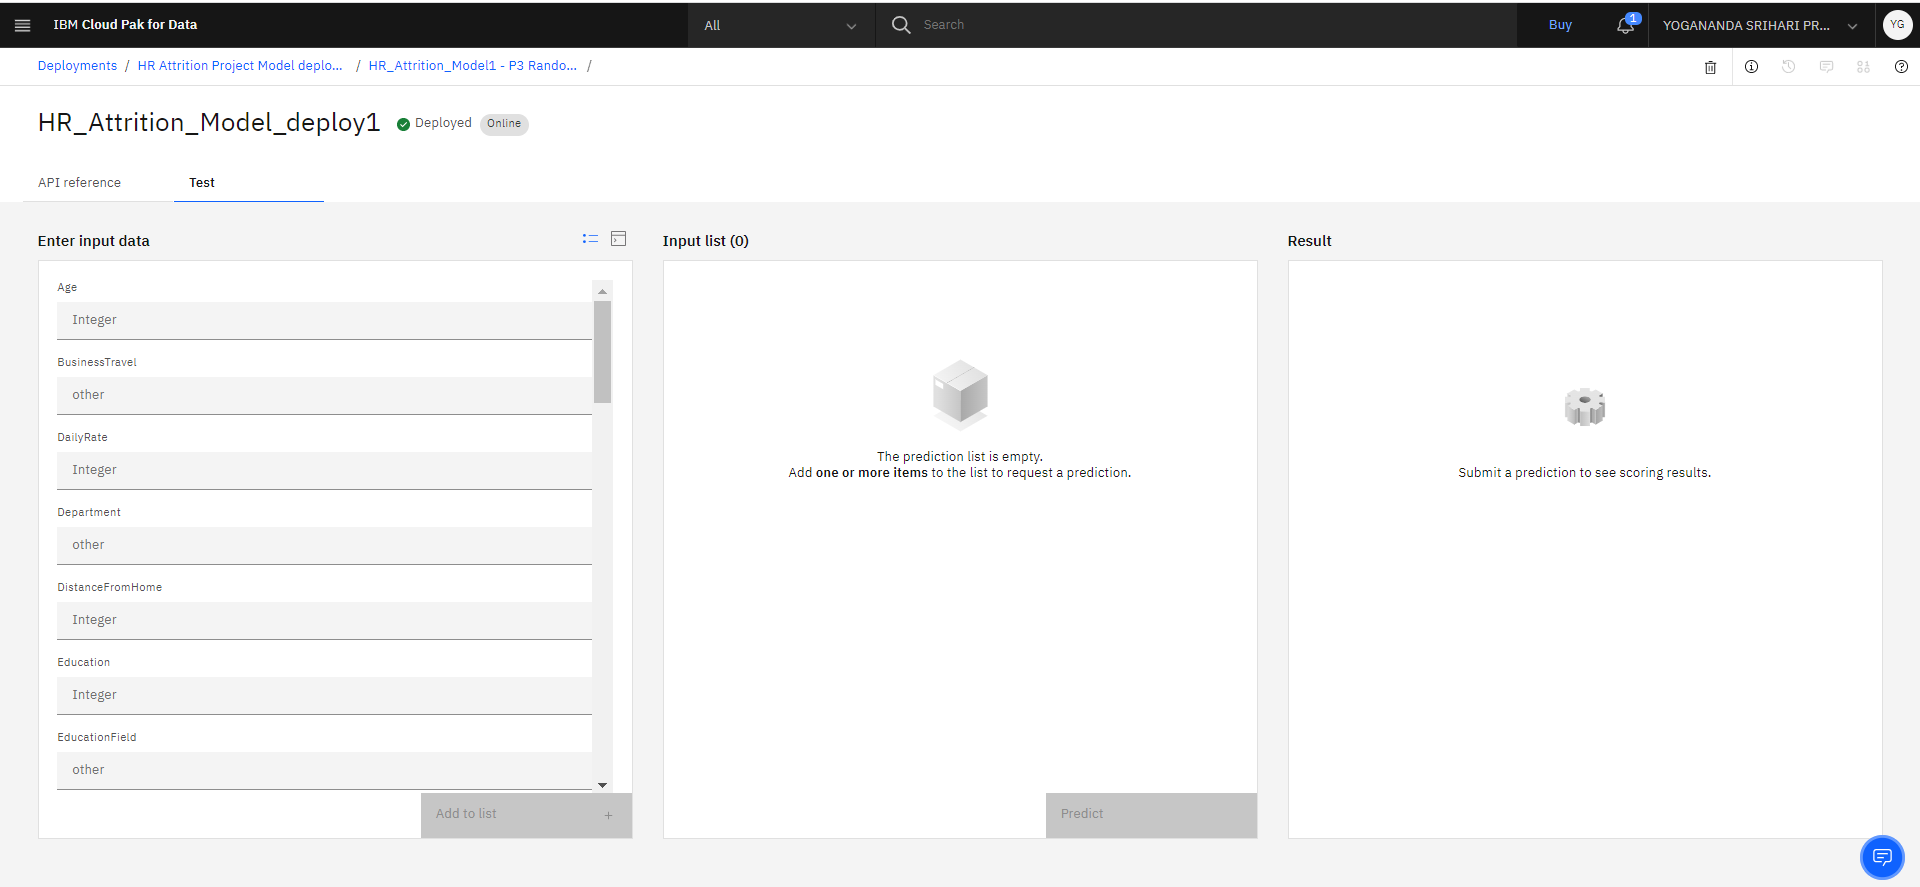 IBM Cloud Pak for Data
All
Search
Buy
1
YOGANANDA SRIHARI PR...
YG
Deployments / HR Attrition Project Model deplo... / HR_Attrition_Model1 - P3 Rando... /
HR_Attrition_Model_deploy1
Deployed
Online
API reference
Test
Enter input data
Age
Integer
BusinessTravel
other
DailyRate
Integer
Department
other
DistanceFromHome
Integer
Education
Integer
EducationField
other
Add to list +
Input list (0)
The prediction list is empty.
Add one or more items to the list to request a prediction.
Predict
Result
Submit a prediction to see scoring results.